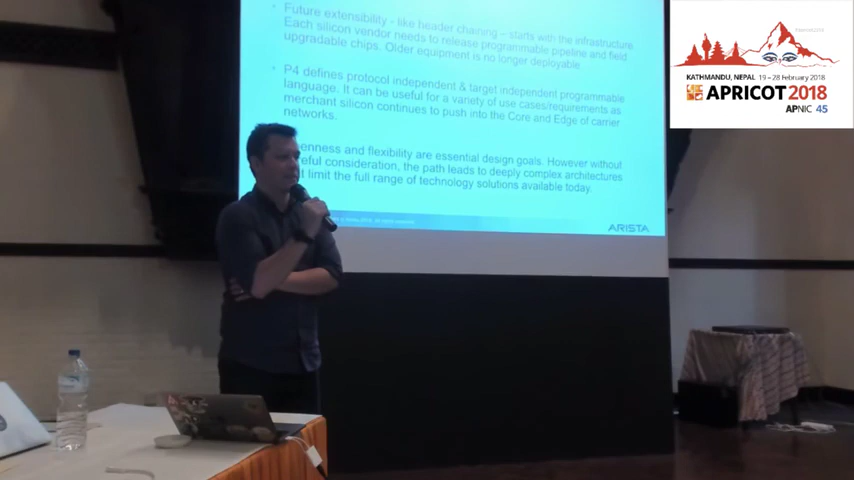 Future extensibility - like header chaining – starts with the infrastructure.
Each silicon vendor needs to release programmable pipeline and field
upgradable chips. Older equipment is no longer deployable.
P4 defines protocol independent & target independent programmable
language. It can be useful for a variety of use cases/requirements as
merchant silicon continues to push into the Core and Edge of carrier
networks.
enness and flexibility are essential design goals. However without
eful consideration, the path leads to deeply complex architectures
t limit the full range of technology solutions available today.
ARISTA
KATHMANDU, NEPAL 19 – 28 February 2018
APRICOT 2018
APNIC 45